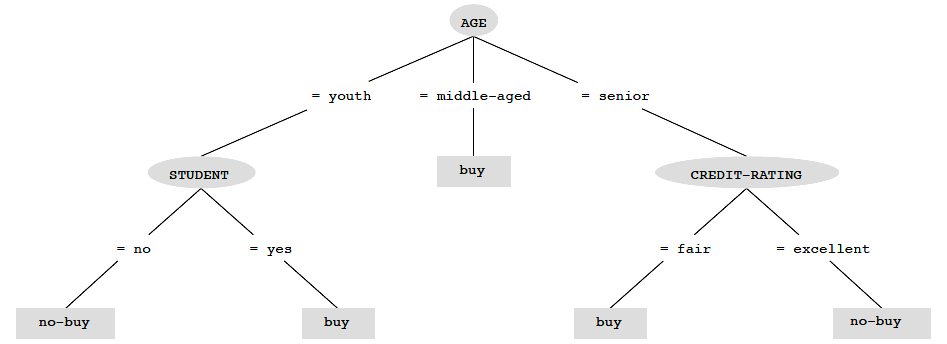 AGE
= youth
= middle-aged
= senior
STUDENT
buy
CREDIT-RATING
= no
= yes
= fair
= excellent
no-buy
buy
buy
no-buy